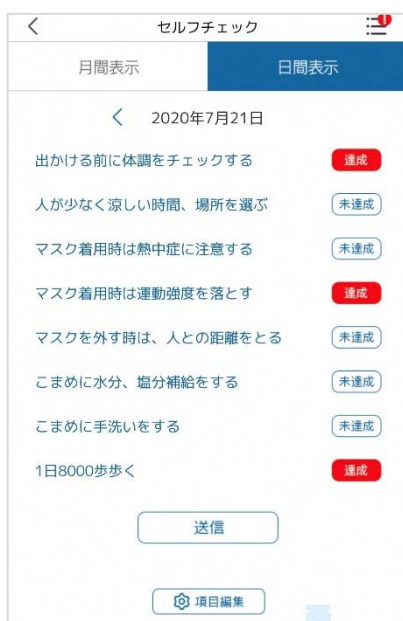 セルフチェック
月間表示 日間表示
2020年7月21日
出かける前に体調をチェックする 達成
人が少なく涼しい時間、場所を選ぶ 未達成
マスク着用時は熱中症に注意する 未達成
マスク着用時は運動強度を落とす 達成
マスクを外す時は、人との距離をとる 未達成
こまめに水分、塩分補給をする 未達成
こまめに手洗いをする 未達成
1日8000歩歩く 達成
送信
項目編集